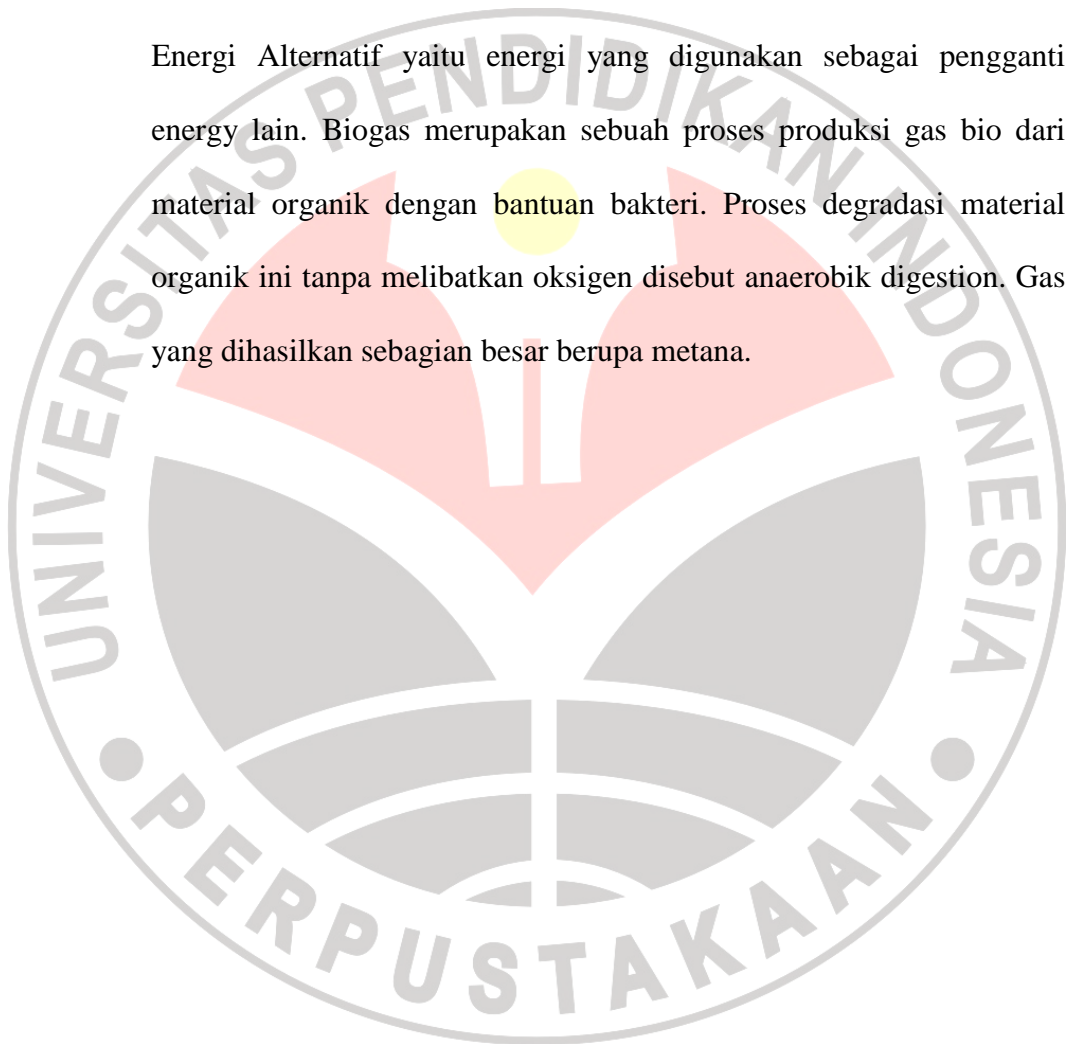 Energi Alternatif yaitu energi yang digunakan sebagai pengganti
energy lain. Biogas merupakan sebuah proses produksi gas bio dari
material organik dengan bantuan bakteri. Proses degradasi material
organik ini tanpa melibatkan oksigen disebut anaerobik digestion. Gas
yang dihasilkan sebagian besar berupa metana.
UNIVERSITAS PENDIDIKAN INDONESIA
PERPUSTAKAAN